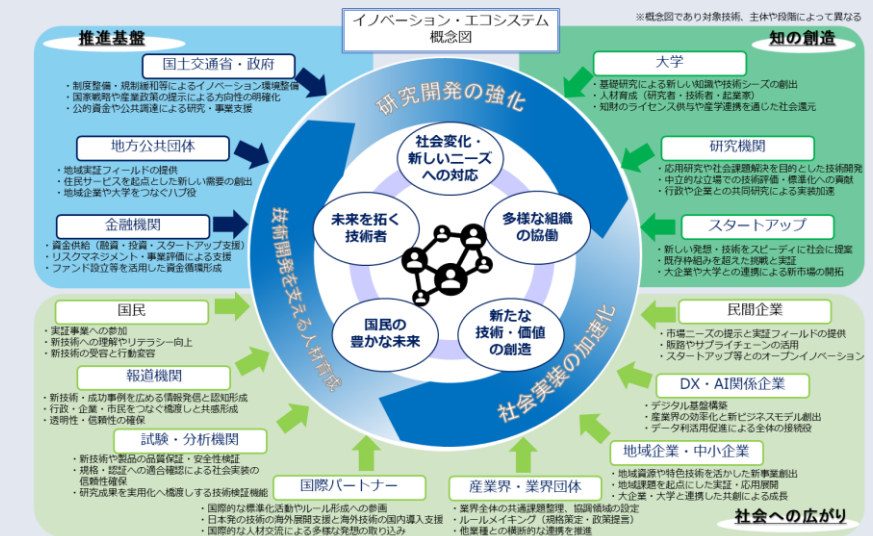 イノベーション・エコシステム
概念図
※概念図であり対象技術、主体や段階によって異なる
推進基盤
国土交通省・政府
・制度整備・規制緩和等によるイノベーション環境整備
・国家戦略や産業政策の提示による方向性の明確化
・公的資金や公共調達による研究・事業支援
地方公共団体
・地域実証フィールドの提供
・住民サービスを起点とした新しい需要の創出
・地域企業や大学をつなぐハブ役
金融機関
・資金供給（融資・投資・スタートアップ支援）
・リスクマネジメント・事業評価による支援
・ファンド設立等を活用した資金循環形成
知の創造
大学
・基礎研究による新しい知識や技術シーズの創出
・人材育成（研究者・技術者・起業家）
・知財のライセンス供与や産学連携を通じた社会還元
研究機関
・応用研究や社会課題解決を目的とした技術開発
・中立的な立場での技術評価・標準化への貢献
・行政や企業との共同研究による実装加速
スタートアップ
・新しい発想・技術をスピーディに社会に提案
・既存枠組みを超えた挑戦と実証
・大企業や大学との連携による新市場の開拓
研究開発の強化
社会実装の加速化
技術開発を支える人材育成
社会変化・
新しいニーズ
への対応
多様な組織
の協働
新たな
技術・価値
の創造
国民の
豊かな未来
未来を拓く
技術者
国民
・実証事業への参加
・新技術への理解やリテラシー向上
・新技術の受容と行動変容
報道機関
・新技術・成功事例を広める情報発信と認知形成
・行政・企業・市民をつなぐ橋渡しと共感形成
・透明性・信頼性の確保
試験・分析機関
・新技術や製品の品質保証・安全性検証
・規格・認証への適合確認による社会実装の
信頼性確保
・研究成果を実用化へ橋渡しする技術検証機能
国際パートナー
・国際的な標準化活動やルール形成への参画
・日本発の技術の海外展開支援と海外技術の国内導入支援
・国際的な人材交流による多様な発想の取り込み
産業界・業界団体
・業界全体の共通課題整理、協調領域の設定
・ルールメイキング（規格策定・政策提言）
・他業種との横断的な連携を推進
民間企業
・市場ニーズの提示と実証フィールドの提供
・販路やサプライチェーンの活用
・スタートアップ等とのオープンイノベーション
DX・AI関係企業
・デジタル基盤構築
・産業界の効率化と新ビジネスモデル創出
・データ利活用促進による全体の接続役
地域企業・中小企業
・地域資源や特色技術を活かした新事業創出
・地域課題を起点にした実証・応用展開
・大企業・大学と連携した共創による成長
社会への広がり